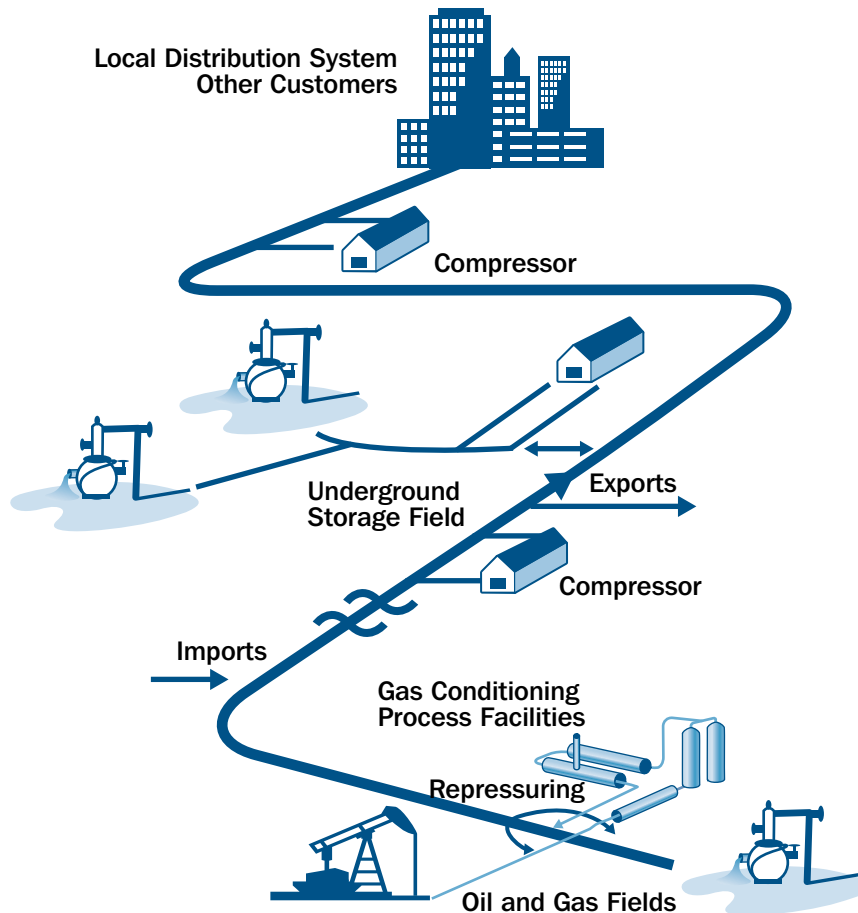 Local Distribution System
Other Customers
Compressor
Underground
Storage Field
Exports
Compressor
Imports
Gas Conditioning
Process Facilities
Repressuring
Oil and Gas Fields